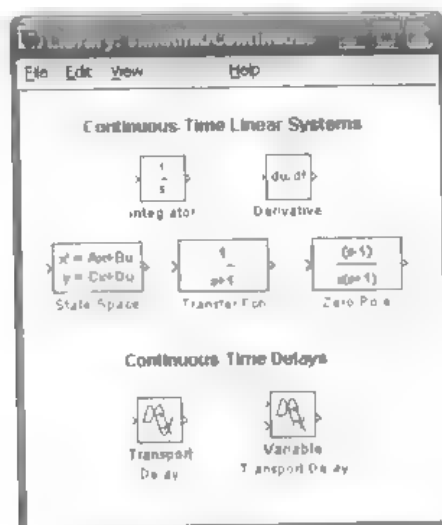 File Edit View Help
Continuous-Time Linear Systems
1
s
du/dt
Integrator Derivative
x' = Ax+Bu
y = Cx+Du
1
s+1
(s-1)
s(s+1)
State-Space Transfer Fcn Zero-Pole
Continuous-Time Delays
Transport
Delay
Variable
Transport Delay